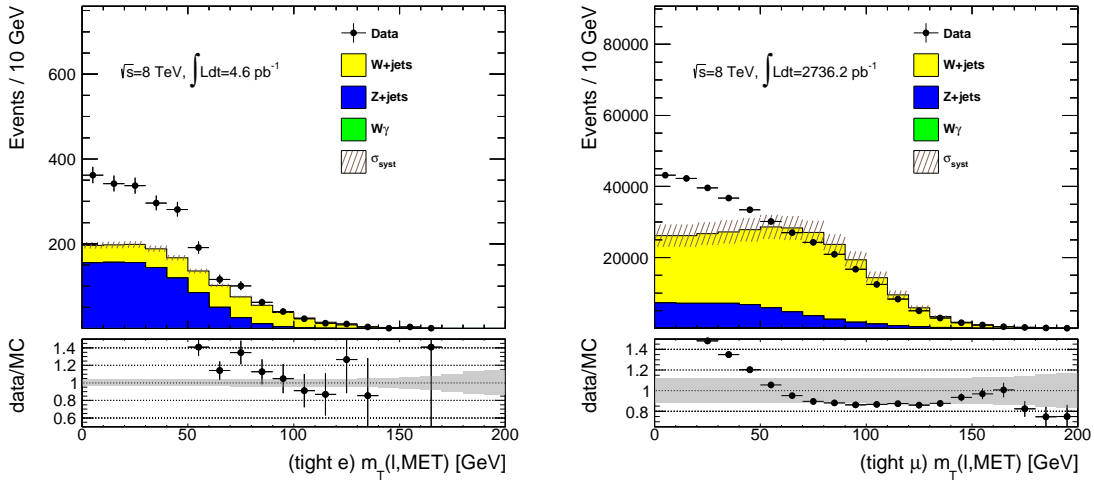 Events / 10 GeV
600
400
200
√s=8 TeV, ∫Ldt=4.6 pb⁻¹
Data
W+jets
Z+jets
Wγ
σsyst
data/MC
1.4
1.2
1
0.8
0.6
0 50 100 150 200
(tight e) m_T(l,MET) [GeV]
Events / 10 GeV
80000
60000
40000
20000
√s=8 TeV, ∫Ldt=2736.2 pb⁻¹
Data
W+jets
Z+jets
Wγ
σsyst
data/MC
1.4
1.2
1
0.8
0 50 100 150 200
(tight μ) m_T(l,MET) [GeV]